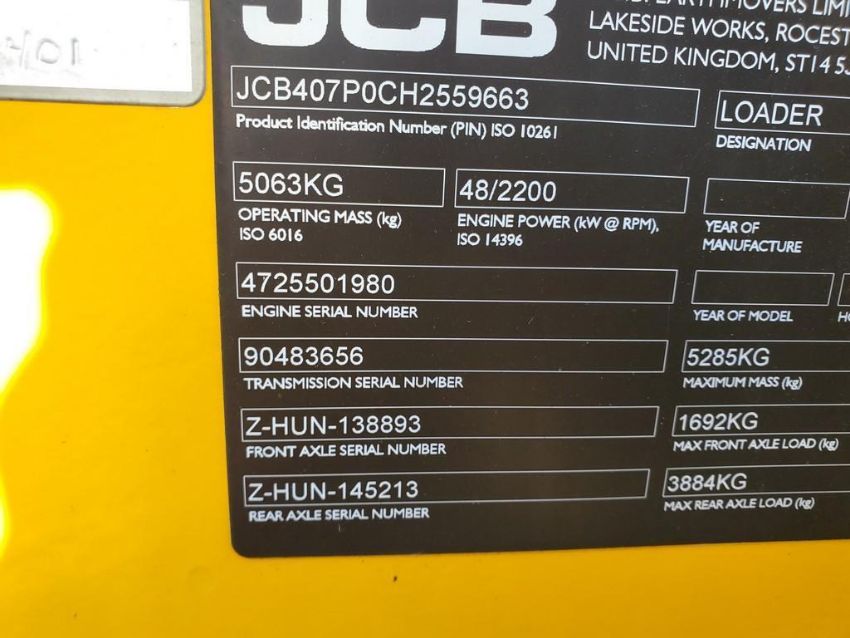 JCB
EARTHMOVERS LIMI
LAKESIDE WORKS, ROCEST
UNITED KINGDOM, ST14 5J
JCB407P0CH2559663
Product Identification Number (PIN) ISO 10261
LOADER
DESIGNATION
5063KG
OPERATING MASS (kg)
ISO 6016
48/2200
ENGINE POWER (kW @ RPM),
ISO 14396
YEAR OF
MANUFACTURE
4725501980
ENGINE SERIAL NUMBER
YEAR OF MODEL
90483656
TRANSMISSION SERIAL NUMBER
5285KG
MAXIMUM MASS (kg)
Z-HUN-138893
FRONT AXLE SERIAL NUMBER
1692KG
MAX FRONT AXLE LOAD (kg)
Z-HUN-145213
REAR AXLE SERIAL NUMBER
3884KG
MAX REAR AXLE LOAD (kg)